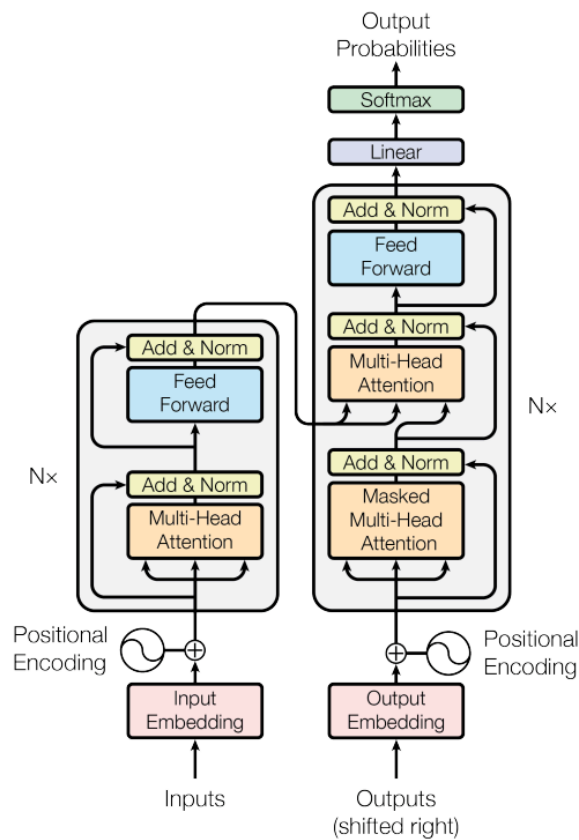 Output
Probabilities
Softmax
Linear
Add & Norm
Feed
Forward
Add & Norm
Multi-Head
Attention
Add & Norm
Masked
Multi-Head
Attention
Nx
Add & Norm
Feed
Forward
Add & Norm
Multi-Head
Attention
Nx
Positional
Encoding
Positional
Encoding
Input
Embedding
Output
Embedding
Inputs
Outputs
(shifted right)